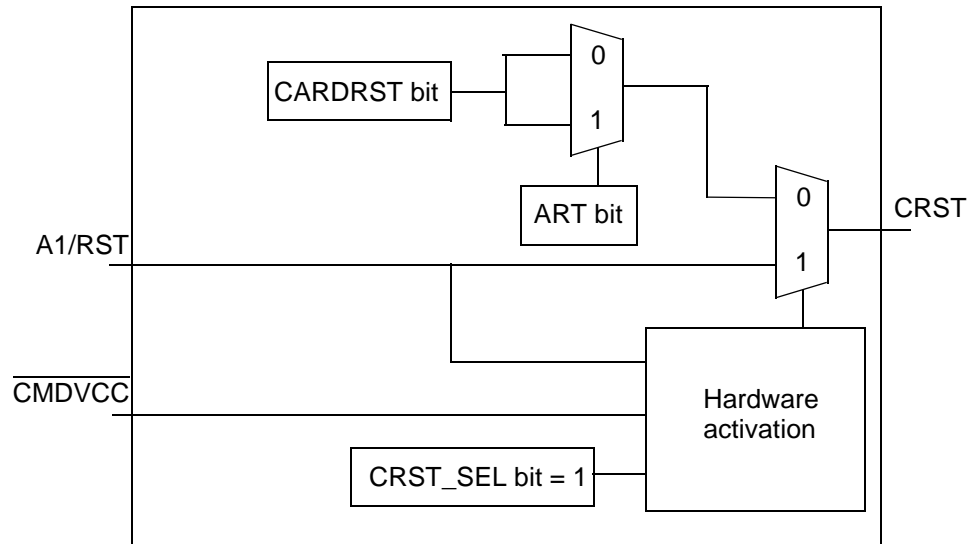 0
CARDRST bit
1
ART bit
0
CRST
A1/RST
1
CMDVCC
Hardware
activation
CRST_SEL bit = 1